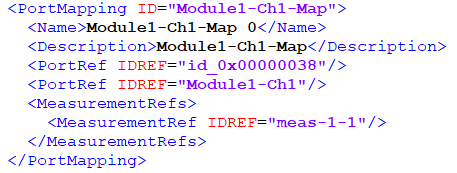 <PortMapping ID="Module1-Ch1-Map">
<Name>Module1-Ch1-Map 0</Name>
<Description>Module1-Ch1-Map</Description>
<PortRef IDREF="id_0x00000038"/>
<PortRef IDREF="Module1-Ch1"/>
<MeasurementRefs>
<MeasurementRef IDREF="meas-1-1"/>
</MeasurementRefs>
</PortMapping>